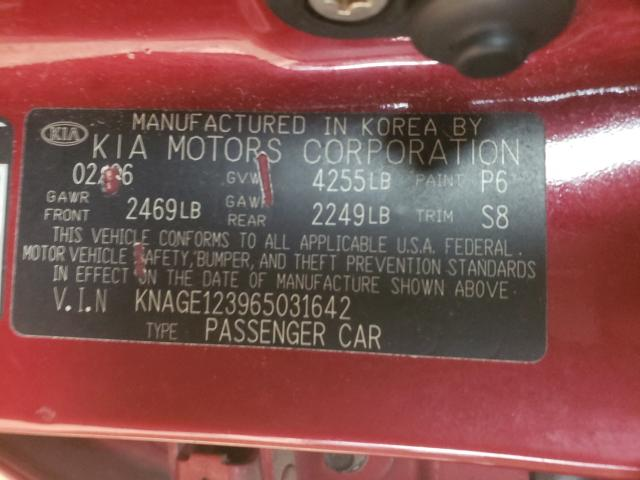 KIA MANUFACTURED IN KOREA BY
KIA MOTORS CORPORATION
GVW 4255LB PAINT P6
GAWR FRONT 2469LB GAWR REAR 2249LB TRIM S8
THIS VEHICLE CONFORMS TO ALL APPLICABLE U.S.A. FEDERAL
MOTOR VEHICLE SAFETY, BUMPER, AND THEFT PREVENTION STANDARDS
IN EFFECT ON THE DATE OF MANUFACTURE SHOWN ABOVE.
V.I.N KNAGE123965031642
TYPE PASSENGER CAR